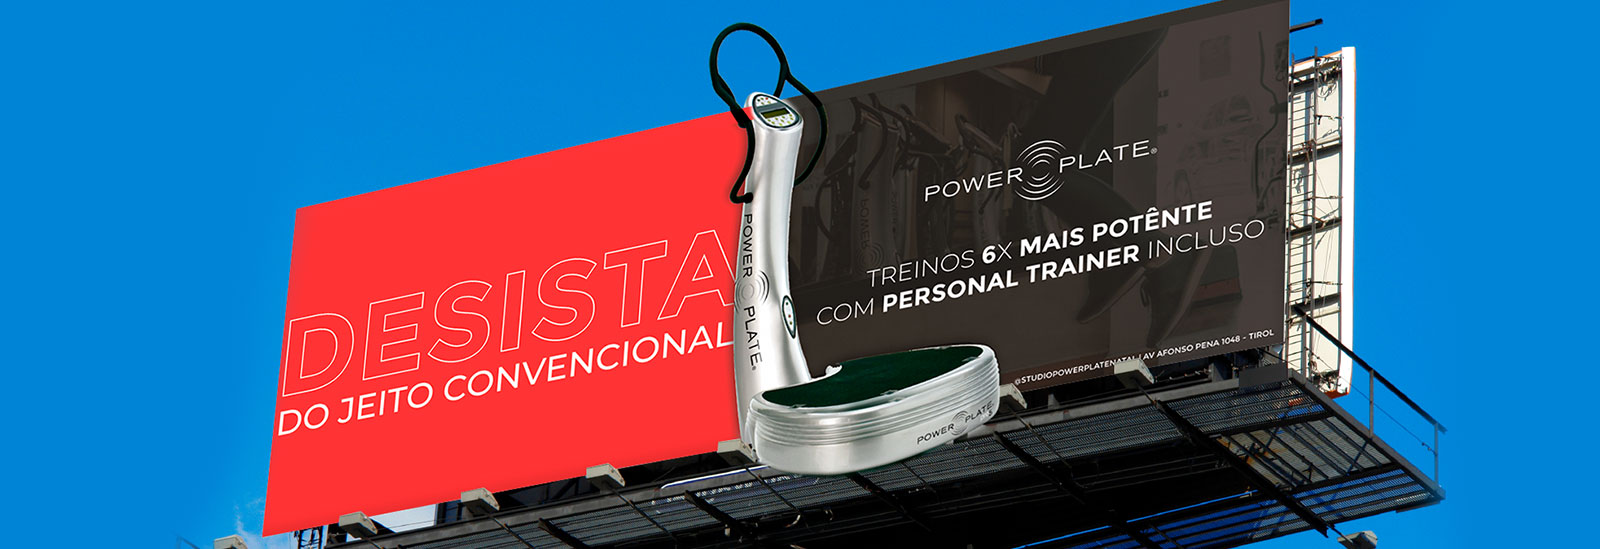 DESISTA
DO JEITO CONVENCIONAL
POWER PLATE®
POWER PLATE®
TREINOS 6X MAIS POTÊNTE
COM PERSONAL TRAINER INCLUSO
@STUDIOPOWERPLATENATAL | AV AFONSO PENA 1048 - TIROL
POWER PLATE